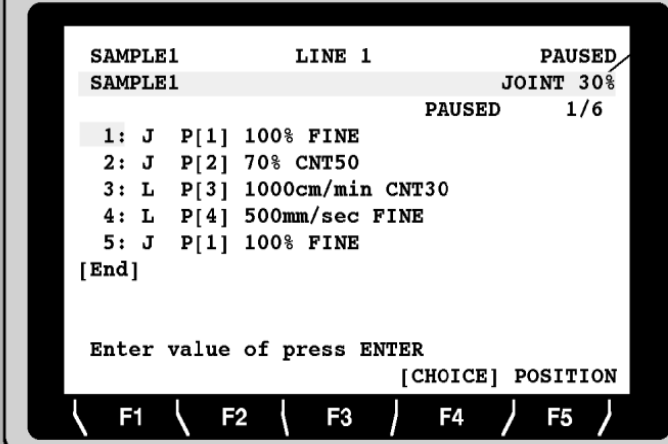 SAMPLE1 LINE 1 PAUSED
SAMPLE1 JOINT 30%
PAUSED 1/6
1: J P[1] 100% FINE
2: J P[2] 70% CNT50
3: L P[3] 1000cm/min CNT30
4: L P[4] 500mm/sec FINE
5: J P[1] 100% FINE
[End]
Enter value of press ENTER
[CHOICE] POSITION
F1 F2 F3 F4 F5